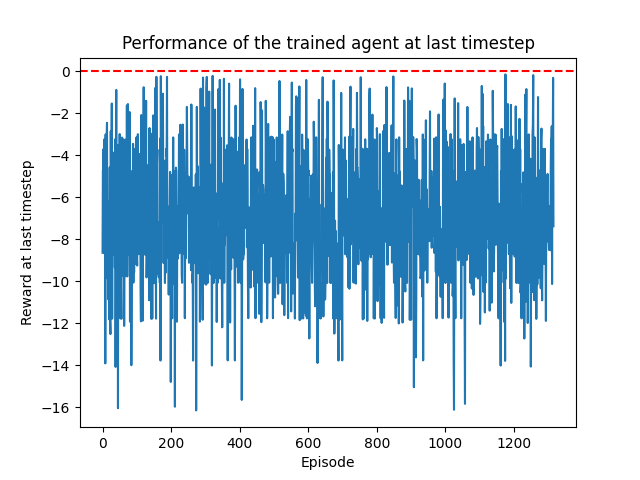 Performance of the trained agent at last timestep
0
−2
−4
−6
−8
−10
−12
−14
−16
Reward at last timestep
0 200 400 600 800 1000 1200
Episode